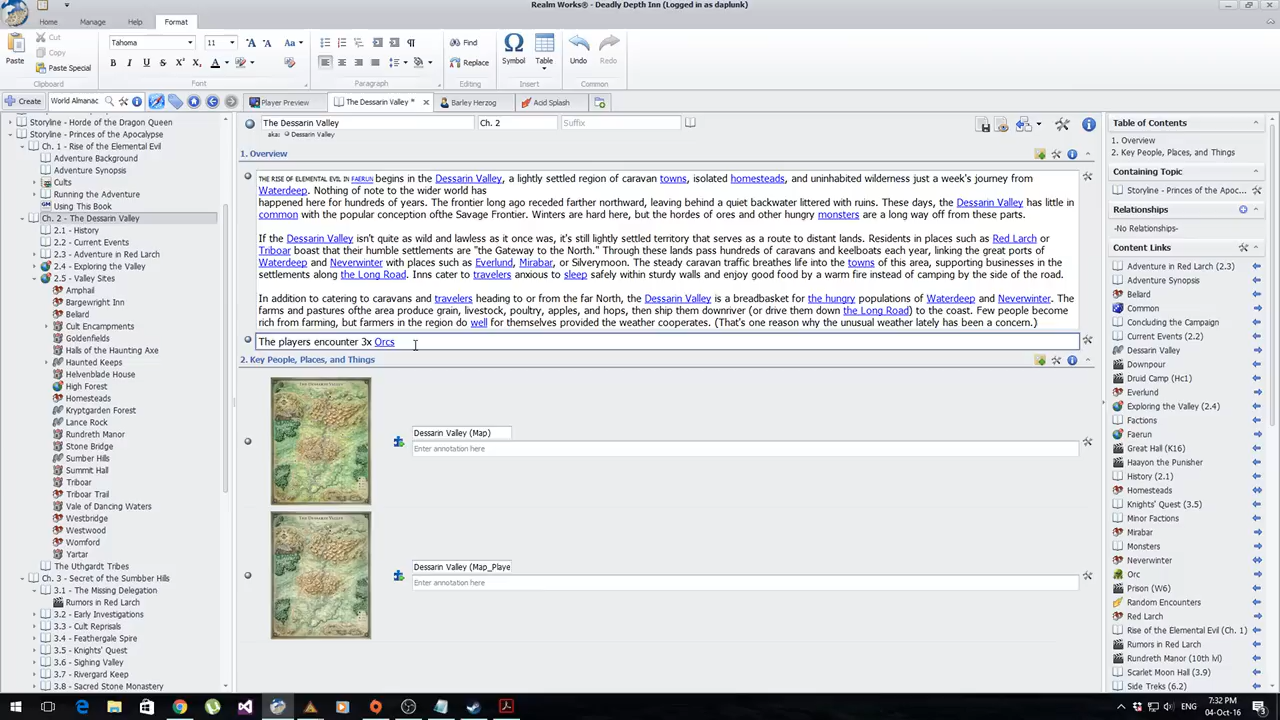 Realm Works® - Deadly Depth Inn (Logged in as daplunk)
Home Manage Help Format
Paste
Cut
Copy
Paste Special
Clipboard
Tahoma 11 Aa
B I U S X² X₂ A
Font
Paragraph
Find
Replace
Editing
Symbol
Table
Insert
Undo
Redo
Common
Create World Almanac
Player Preview The Dessarin Valley * Barley Herzog Acid Splash
Storyline - Horde of the Dragon Queen
Storyline - Princes of the Apocalypse
Ch. 1 - Rise of the Elemental Evil
Adventure Background
Adventure Synopsis
Cults
Running the Adventure
Using This Book
Ch. 2 - The Dessarin Valley
2.1 - History
2.2 - Current Events
2.3 - Adventure in Red Larch
2.4 - Exploring the Valley
2.5 - Valley Sites
Amphail
Bargewright Inn
Beliard
Cult Encampments
Goldenfields
Halls of the Hunting Axe
Haunted Keeps
Helvenblade House
High Forest
Homesteads
Kryptgarden Forest
Lance Rock
Rundreth Manor
Stone Bridge
Sumber Hills
Summit Hall
Triboar
Triboar Trail
Vale of Dancing Waters
Westbridge
Westwood
Womford
Yartar
The Uthgardt Tribes
Ch. 3 - Secret of the Sumbber Hills
3.1 - The Missing Delegation
Rumors in Red Larch
3.2 - Early Investigations
3.3 - Cult Reprisals
3.4 - Feathergale Spire
3.5 - Knights' Quest
3.6 - Sighing Valley
3.7 - Rivergard Keep
3.8 - Sacred Stone Monastery
The Dessarin Valley Ch. 2 Suffix
aka: Dessarin Valley
1. Overview
THE RISE OF ELEMENTAL EVIL IN FAERUN begins in the Dessarin Valley, a lightly settled region of caravan towns, isolated homesteads, and uninhabited wilderness just a week's journey from
Waterdeep. Nothing of note to the wider world has
happened here for hundreds of years. The frontier long ago receded farther northward, leaving behind a quiet backwater littered with ruins. These days, the Dessarin Valley has little in
common with the popular conception ofthe Savage Frontier. Winters are hard here, but the hordes of ores and other hungry monsters are a long way off from these parts.
If the Dessarin Valley isn't quite as wild and lawless as it once was, it's still lightly settled territory that serves as a route to distant lands. Residents in places such as Red Larch or
Triboar boast that their humble settlements are "the Gateway to the North." Through these lands pass hundreds of caravans and keelboats each year, linking the great ports of
Waterdeep and Neverwinter with places such as Everlund, Mirabar, or Silverymoon. The steady caravan traffic breathes life into the towns of this area, supporting businesses in the
settlements along the Long Road. Inns cater to travelers anxious to sleep safely within sturdy walls and enjoy good food by a warm fire instead of camping by the side of the road.
In addition to catering to caravans and travelers heading to or from the far North, the Dessarin Valley is a breadbasket for the hungry populations of Waterdeep and Neverwinter. The
farms and pastures ofthe area produce grain, livestock, poultry, apples, and hops, then ship them downriver (or drive them down the Long Road) to the coast. Few people become
rich from farming, but farmers in the region do well for themselves provided the weather cooperates. (That's one reason why the unusual weather lately has been a concern.)
The players encounter 3x Orcs
2. Key People, Places, and Things
THE DESSARIN VALLEY
Dessarin Valley (Map)
Enter annotation here
THE DESSARIN VALLEY
Dessarin Valley (Map_Playe
Enter annotation here
Table of Contents
1. Overview
2. Key People, Places, and Things
Containing Topic
Storyline - Princes of the Apoc...
Relationships
-No Relationships-
Content Links
Adventure in Red Larch (2.3)
Adventure Synopsis
Beliard
Common
Concluding the Campaign
Current Events (2.2)
Dessarin Valley
Downpour
Druid Camp (Hc1)
Everlund
Exploring the Valley (2.4)
Factions
Faerun
Great Hall (K16)
Haayon the Punisher
History (2.1)
Homesteads
Knights' Quest (3.5)
Minor Factions
Mirabar
Monsters
Neverwinter
Orc
Prison (W6)
Random Encounters
Red Larch
Rise of the Elemental Evil (Ch. 1)
Rumors in Red Larch
Rundreth Manor (10th lvl)
Scarlet Moon Hall (3.9)
Side Treks (6.2)
7:32 PM
04-Oct-16